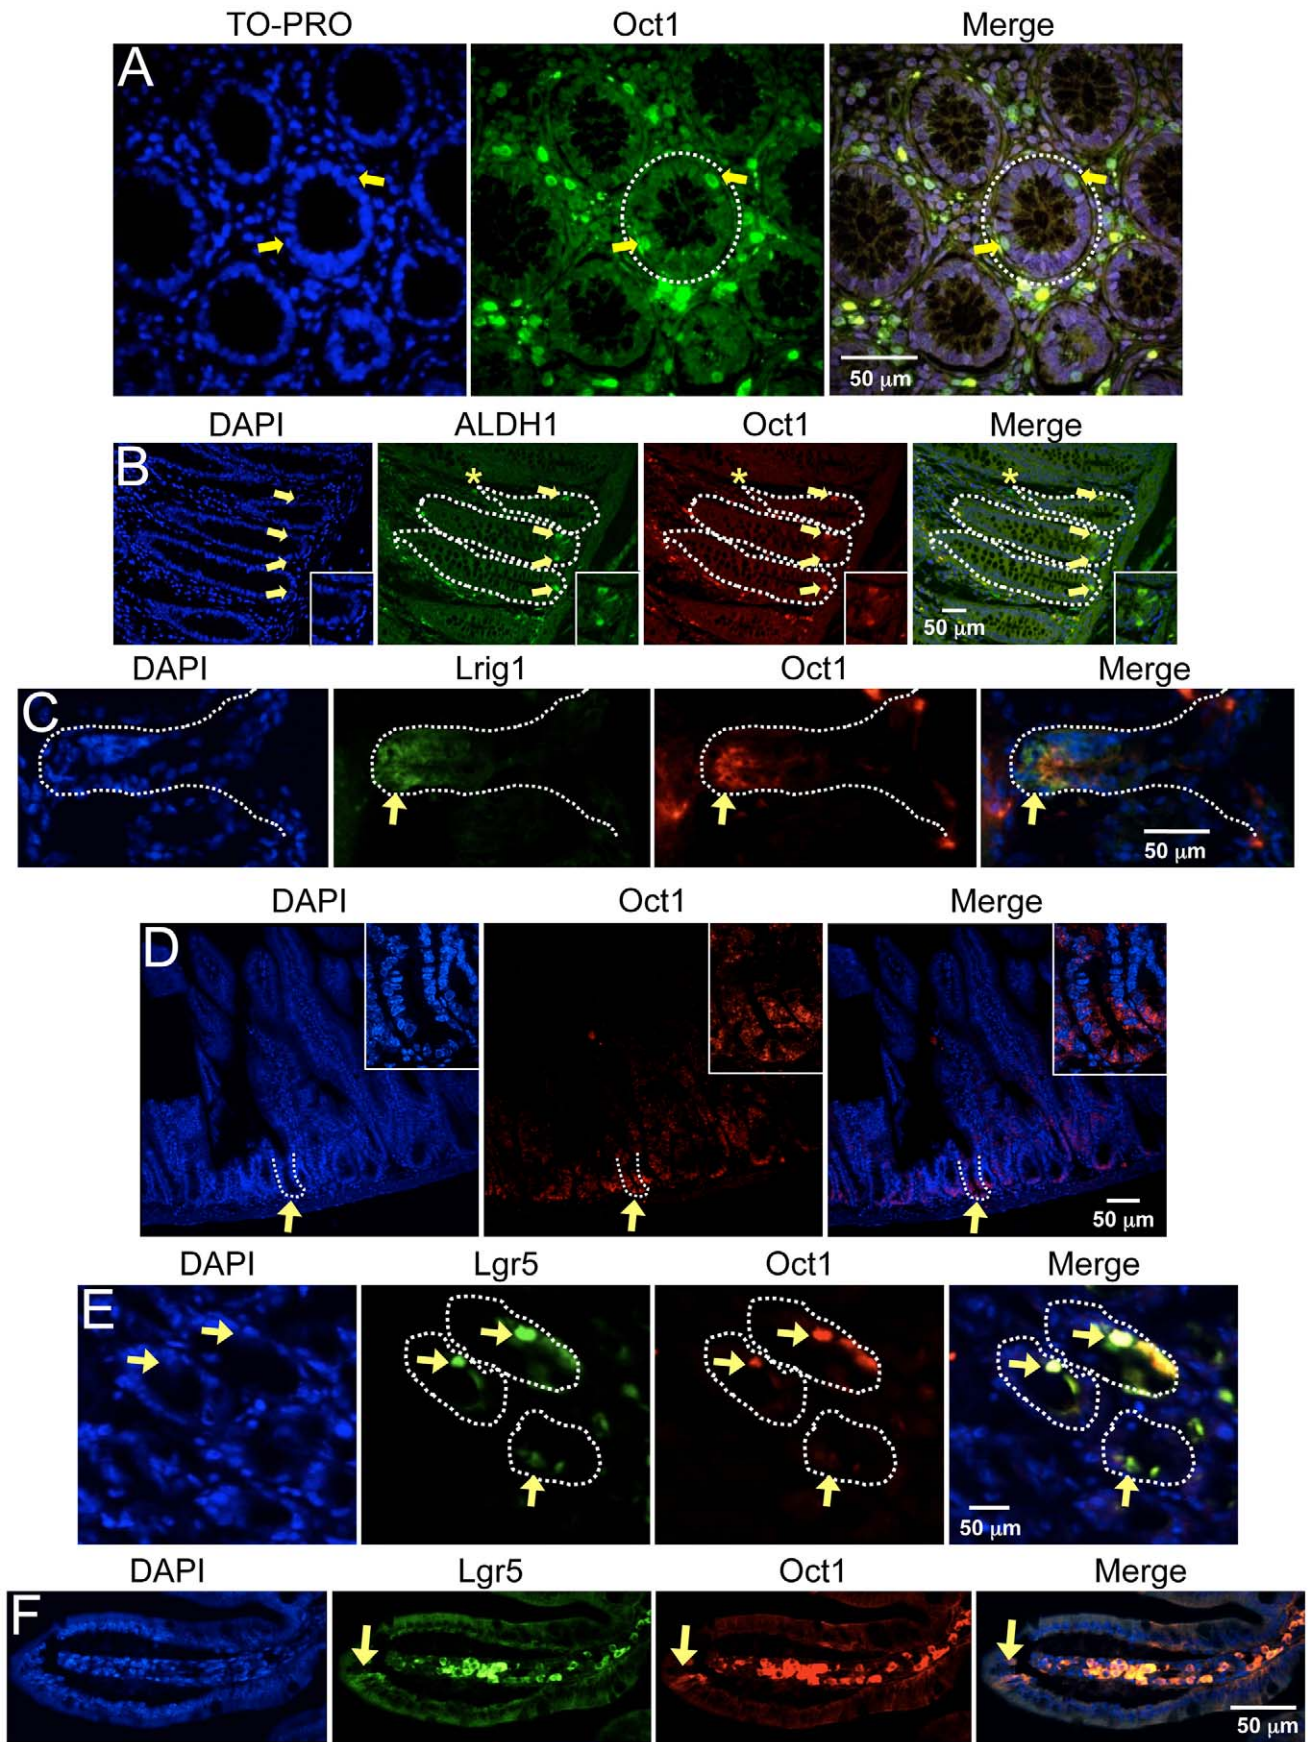 TO-PRO Oct1 Merge
A
50 μm
DAPI ALDH1 Oct1 Merge
B
* *
50 μm
DAPI Lrig1 Oct1 Merge
C
50 μm
DAPI Oct1 Merge
D
50 μm
DAPI Lgr5 Oct1 Merge
E
50 μm
DAPI Lgr5 Oct1 Merge
F
50 μm